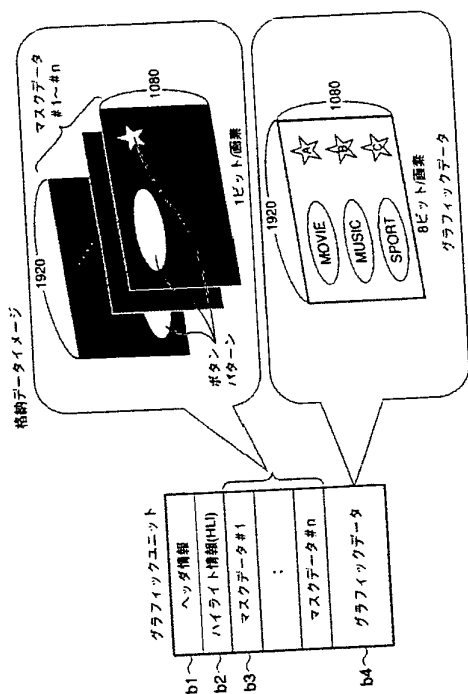 格納データイメージ
マスクデータ
#1~#n
1920
1080
ボタン
パターン
1ビット/画素
1920
1080
MOVIE
MUSIC
SPORT
A
B
C
8ビット/画素
グラフィックデータ
グラフィックユニット
b1
ヘッダ情報
b2
ハイライト情報(HLI)
b3
マスクデータ#1
:
マスクデータ#n
b4
グラフィックデータ